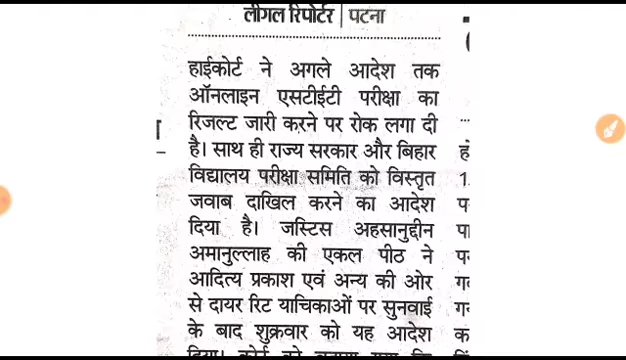 लीगल रिपोर्टर | पटना
हाईकोर्ट ने अगले आदेश तक
ऑनलाइन एसटीईटी परीक्षा का
रिजल्ट जारी करने पर रोक लगा दी
है। साथ ही राज्य सरकार और बिहार
विद्यालय परीक्षा समिति को विस्तृत
जवाब दाखिल करने का आदेश
दिया है। जस्टिस अहसानुद्दीन
अमानुल्लाह की एकल पीठ ने
आदित्य प्रकाश एवं अन्य की ओर
से दायर रिट याचिकाओं पर सुनवाई
के बाद शुक्रवार को यह आदेश